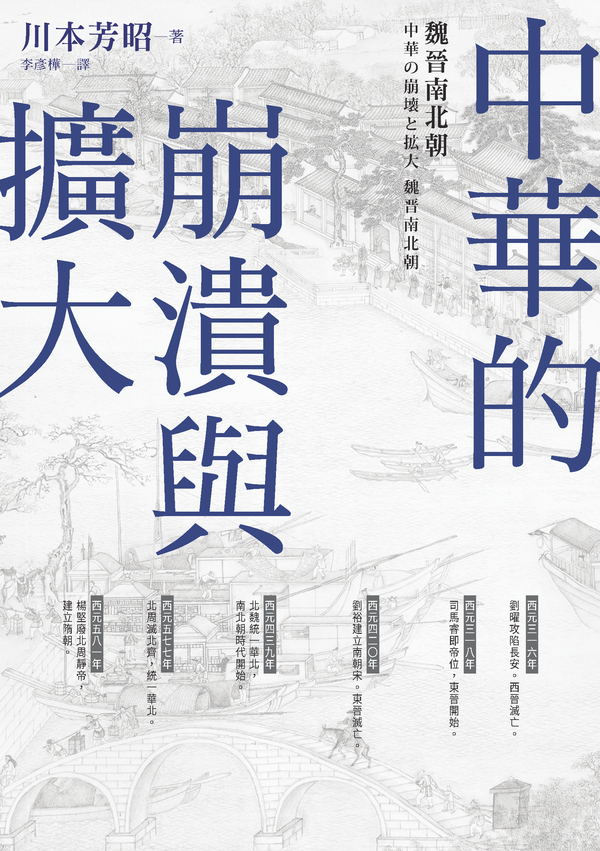 中華的
崩潰與
擴大
魏晉南北朝
中華の崩壊と拡大 魏晋南北朝
川本芳昭—著
李彥樺—譯
西元三一六年
劉曜攻陷長安。西晉滅亡。
西元三一八年
司馬睿即帝位，東晉開始。
西元四二〇年
劉裕建立南朝宋。東晉滅亡。
西元四三九年
北魏統一華北，
南北朝時代開始。
西元五七七年
北周滅北齊，統一華北。
西元五八一年
楊堅廢北周靜帝，
建立隋朝。